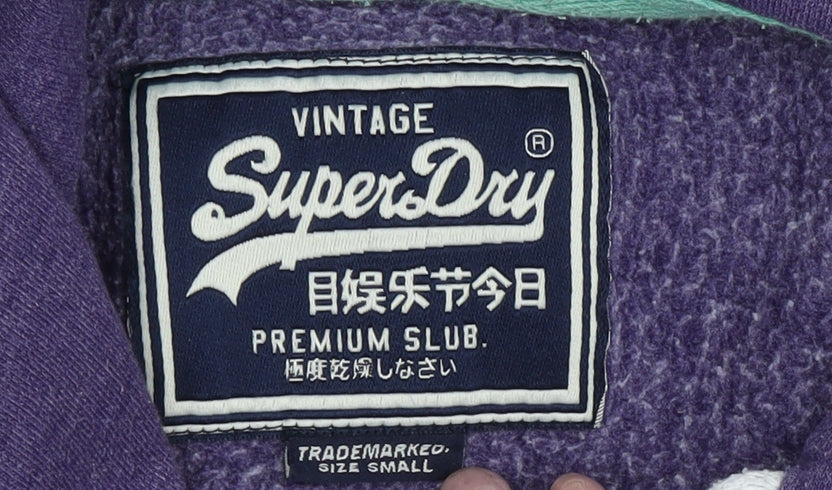 VINTAGE
SuperDry ®
目娱乐节今日
PREMIUM SLUB.
極度乾燥しなさい
TRADEMARKED.
SIZE SMALL